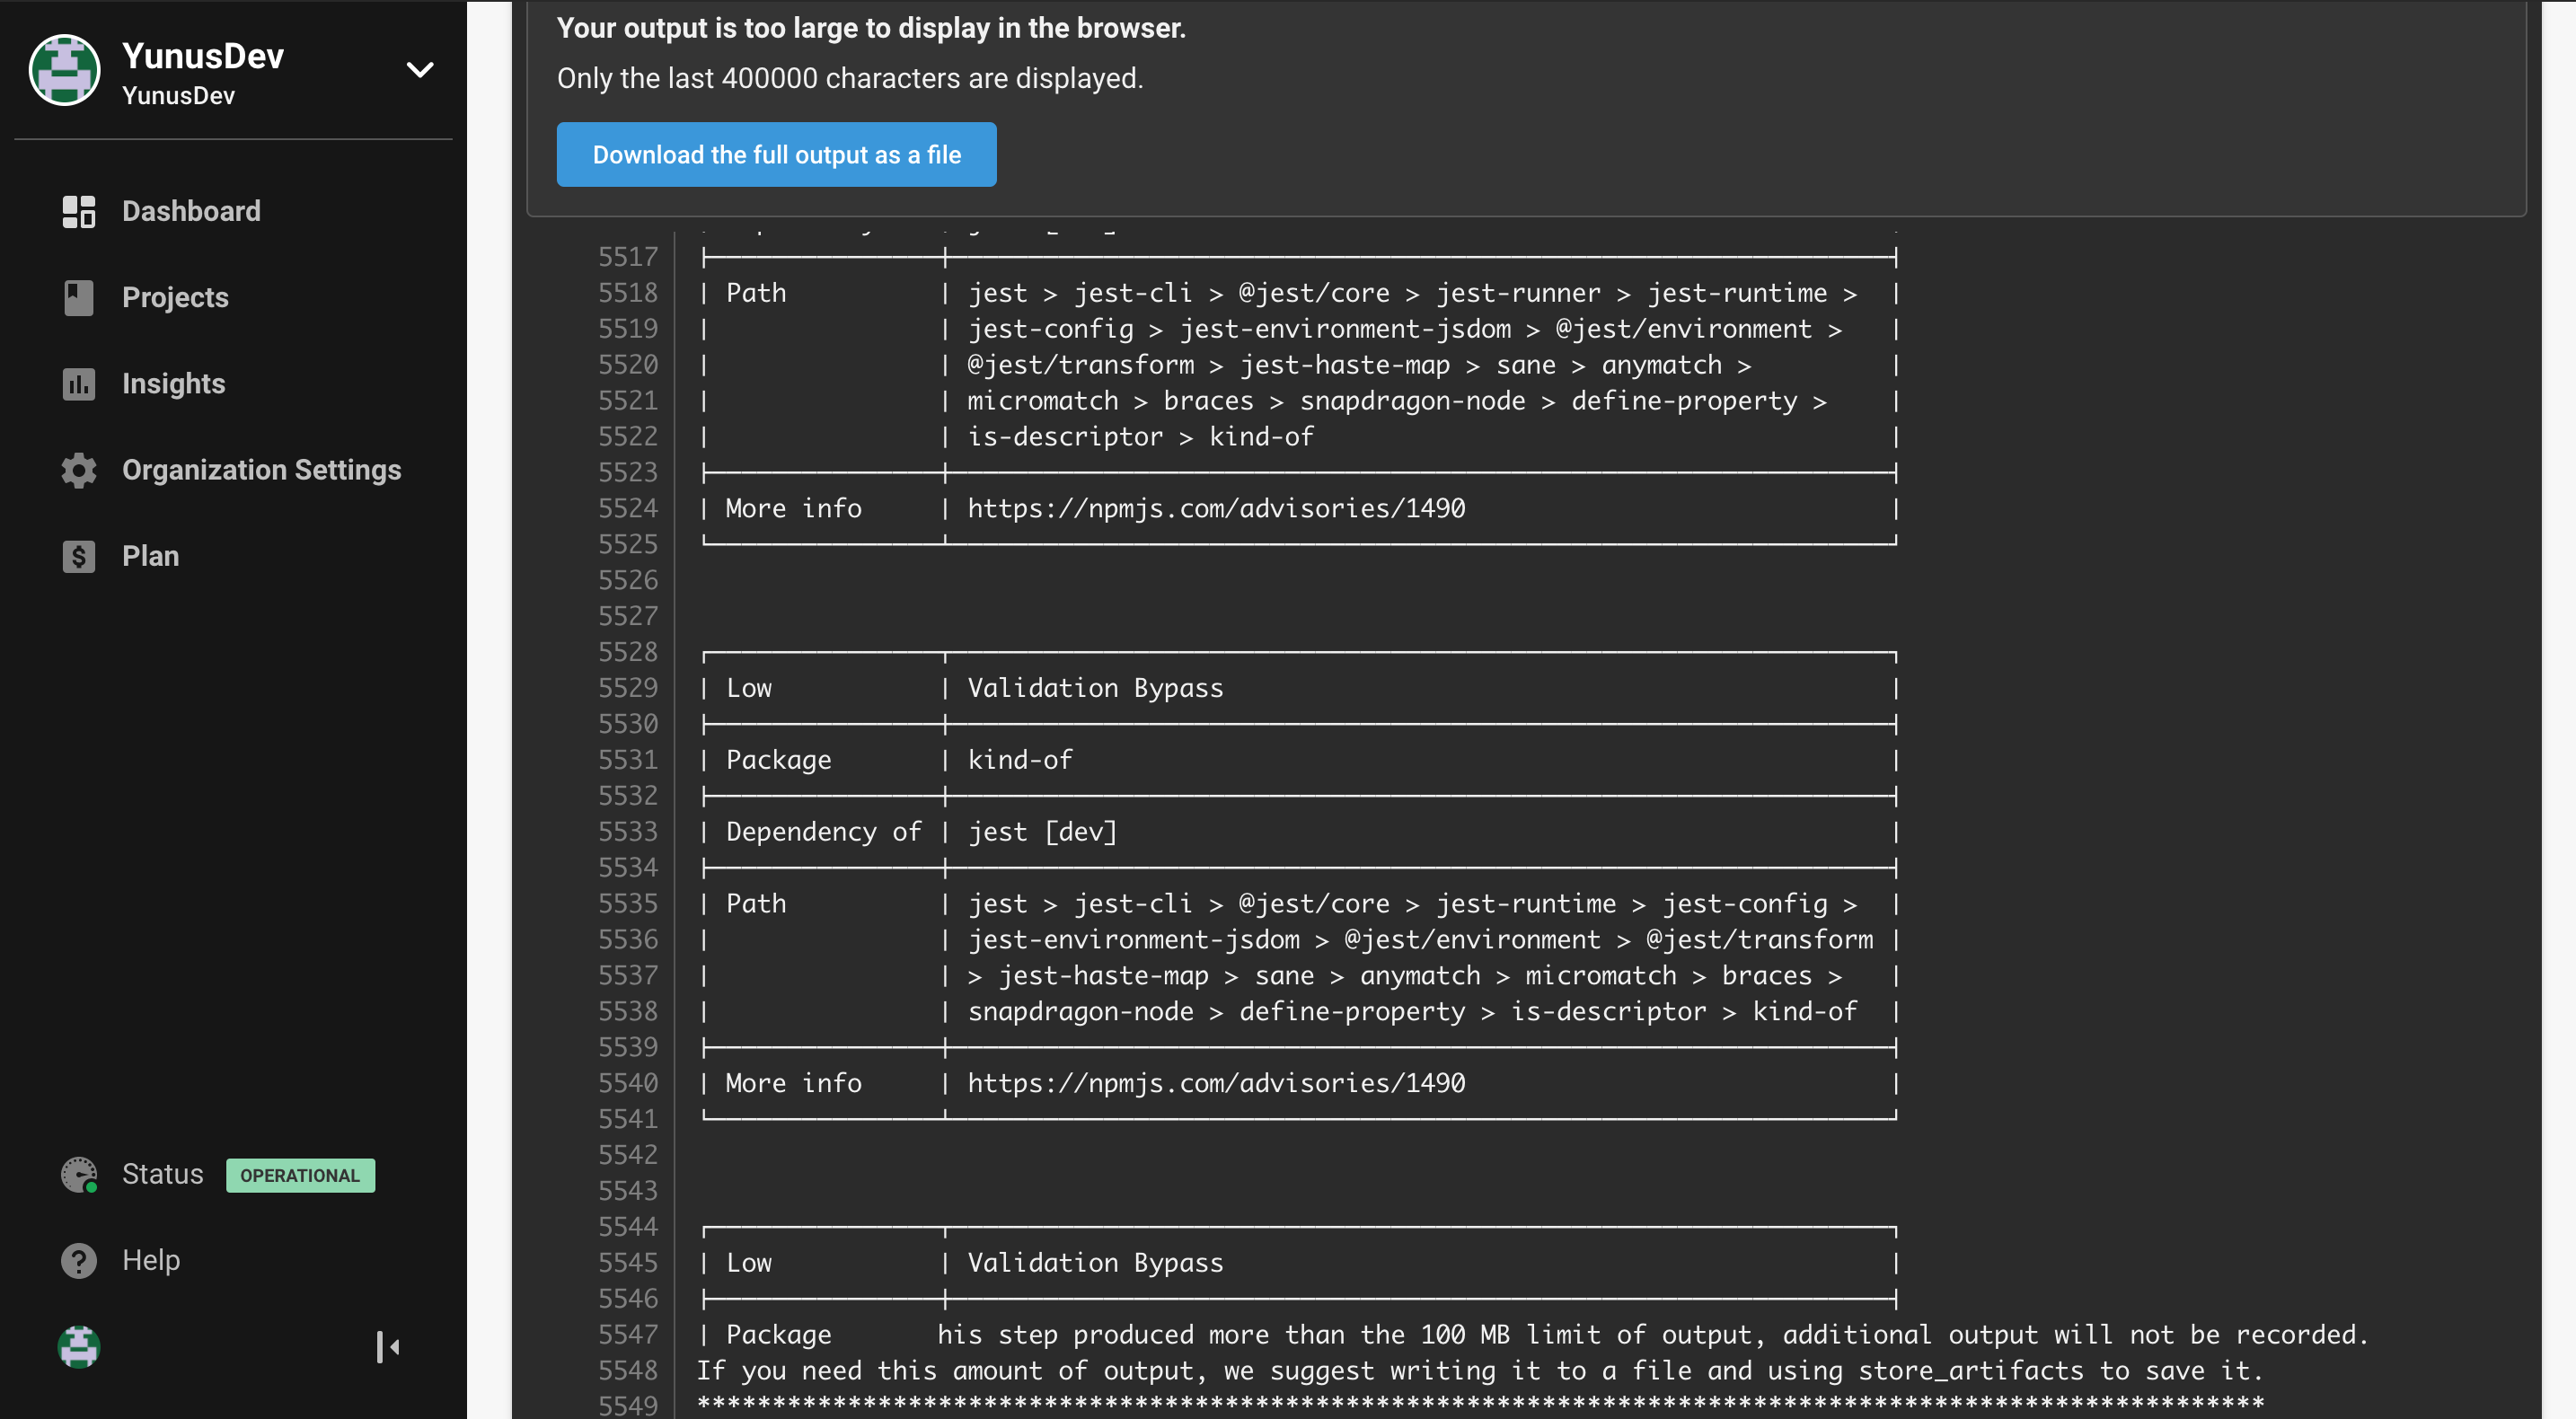 YunusDev
YunusDev
Dashboard
Projects
Insights
Organization Settings
Plan
Status OPERATIONAL
Help
Your output is too large to display in the browser.
Only the last 400000 characters are displayed.
Download the full output as a file
5517
5518 | Path | jest > jest-cli > @jest/core > jest-runner > jest-runtime > |
5519 | | jest-config > jest-environment-jsdom > @jest/environment > |
5520 | | @jest/transform > jest-haste-map > sane > anymatch > |
5521 | | micromatch > braces > snapdragon-node > define-property > |
5522 | | is-descriptor > kind-of |
5523
5524 | More info | https://npmjs.com/advisories/1490 |
5525
5526
5527
5528
5529 | Low | Validation Bypass |
5530
5531 | Package | kind-of |
5532
5533 | Dependency of | jest [dev] |
5534
5535 | Path | jest > jest-cli > @jest/core > jest-runtime > jest-config > |
5536 | | jest-environment-jsdom > @jest/environment > @jest/transform |
5537 | | > jest-haste-map > sane > anymatch > micromatch > braces > |
5538 | | snapdragon-node > define-property > is-descriptor > kind-of |
5539
5540 | More info | https://npmjs.com/advisories/1490 |
5541
5542
5543
5544
5545 | Low | Validation Bypass |
5546
5547 | Package his step produced more than the 100 MB limit of output, additional output will not be recorded.
5548 If you need this amount of output, we suggest writing it to a file and using store_artifacts to save it.
5549 ********************************************************************************************************